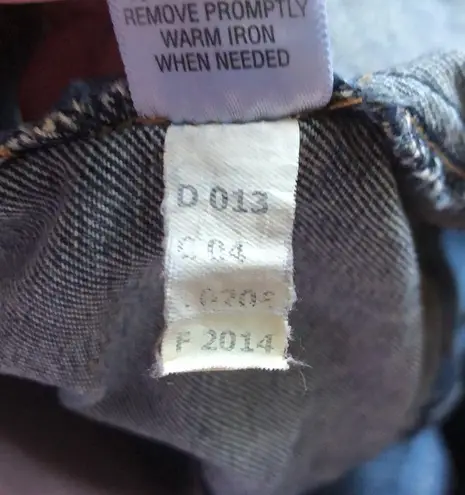 REMOVE PROMPTLY
WARM IRON
WHEN NEEDED
D 013
C 04
F 2014